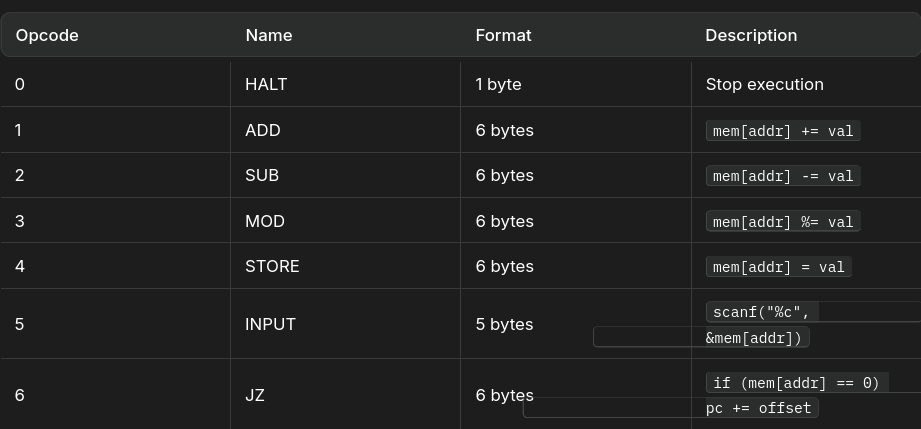 Opcode Name Format Description
0 HALT 1 byte Stop execution
1 ADD 6 bytes mem[addr] += val
2 SUB 6 bytes mem[addr] -= val
3 MOD 6 bytes mem[addr] %= val
4 STORE 6 bytes mem[addr] = val
5 INPUT 5 bytes scanf("%c",
&mem[addr])
6 JZ 6 bytes if (mem[addr] == 0)
pc += offset